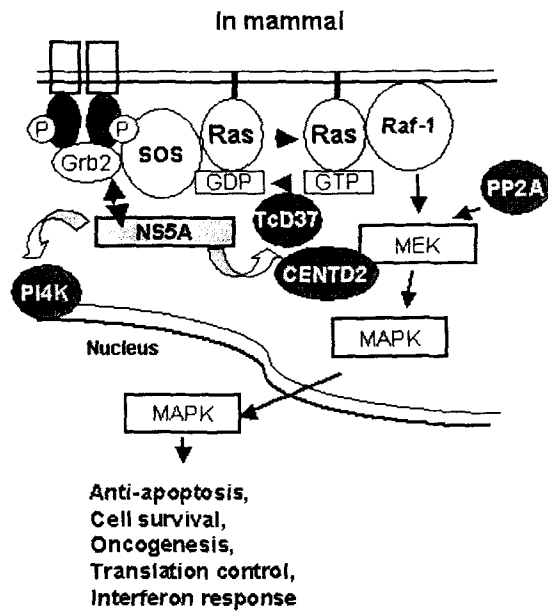 In mammal
P
P
Grb2
SOS
Ras
Ras
Raf-1
GDP
GTP
PP2A
TcD37
NS5A
MEK
CENTD2
PI4K
MAPK
Nucleus
MAPK
Anti-apoptosis,
Cell survival,
Oncogenesis,
Translation control,
Interferon response